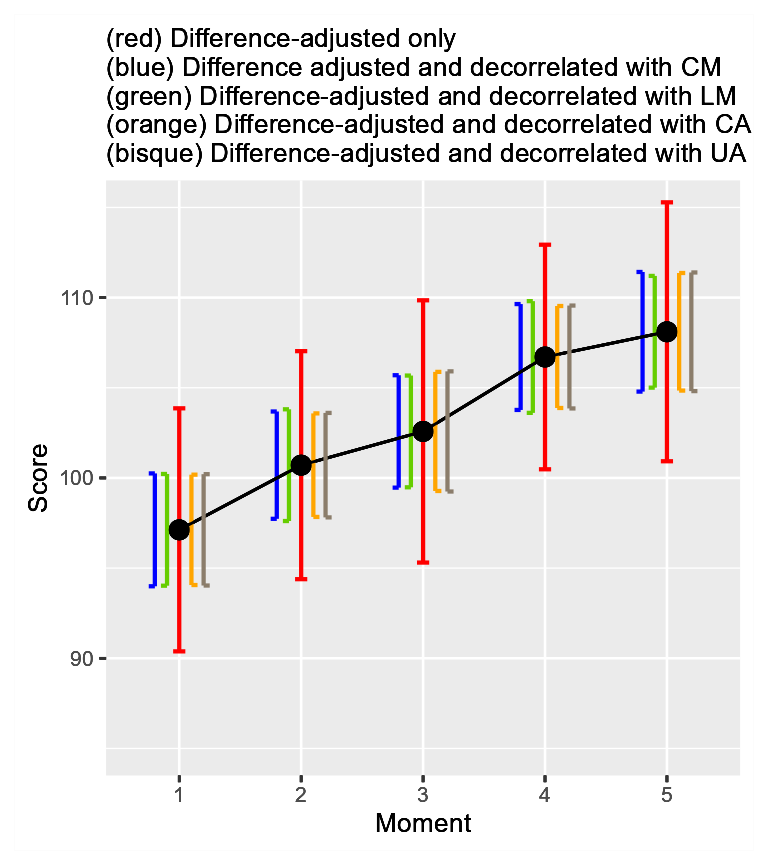 (red) Difference-adjusted only
(blue) Difference adjusted and decorrelated with CM
(green) Difference-adjusted and decorrelated with LM
(orange) Difference-adjusted and decorrelated with CA
(bisque) Difference-adjusted and decorrelated with UA
110
100
90
Score
1 2 3 4 5
Moment